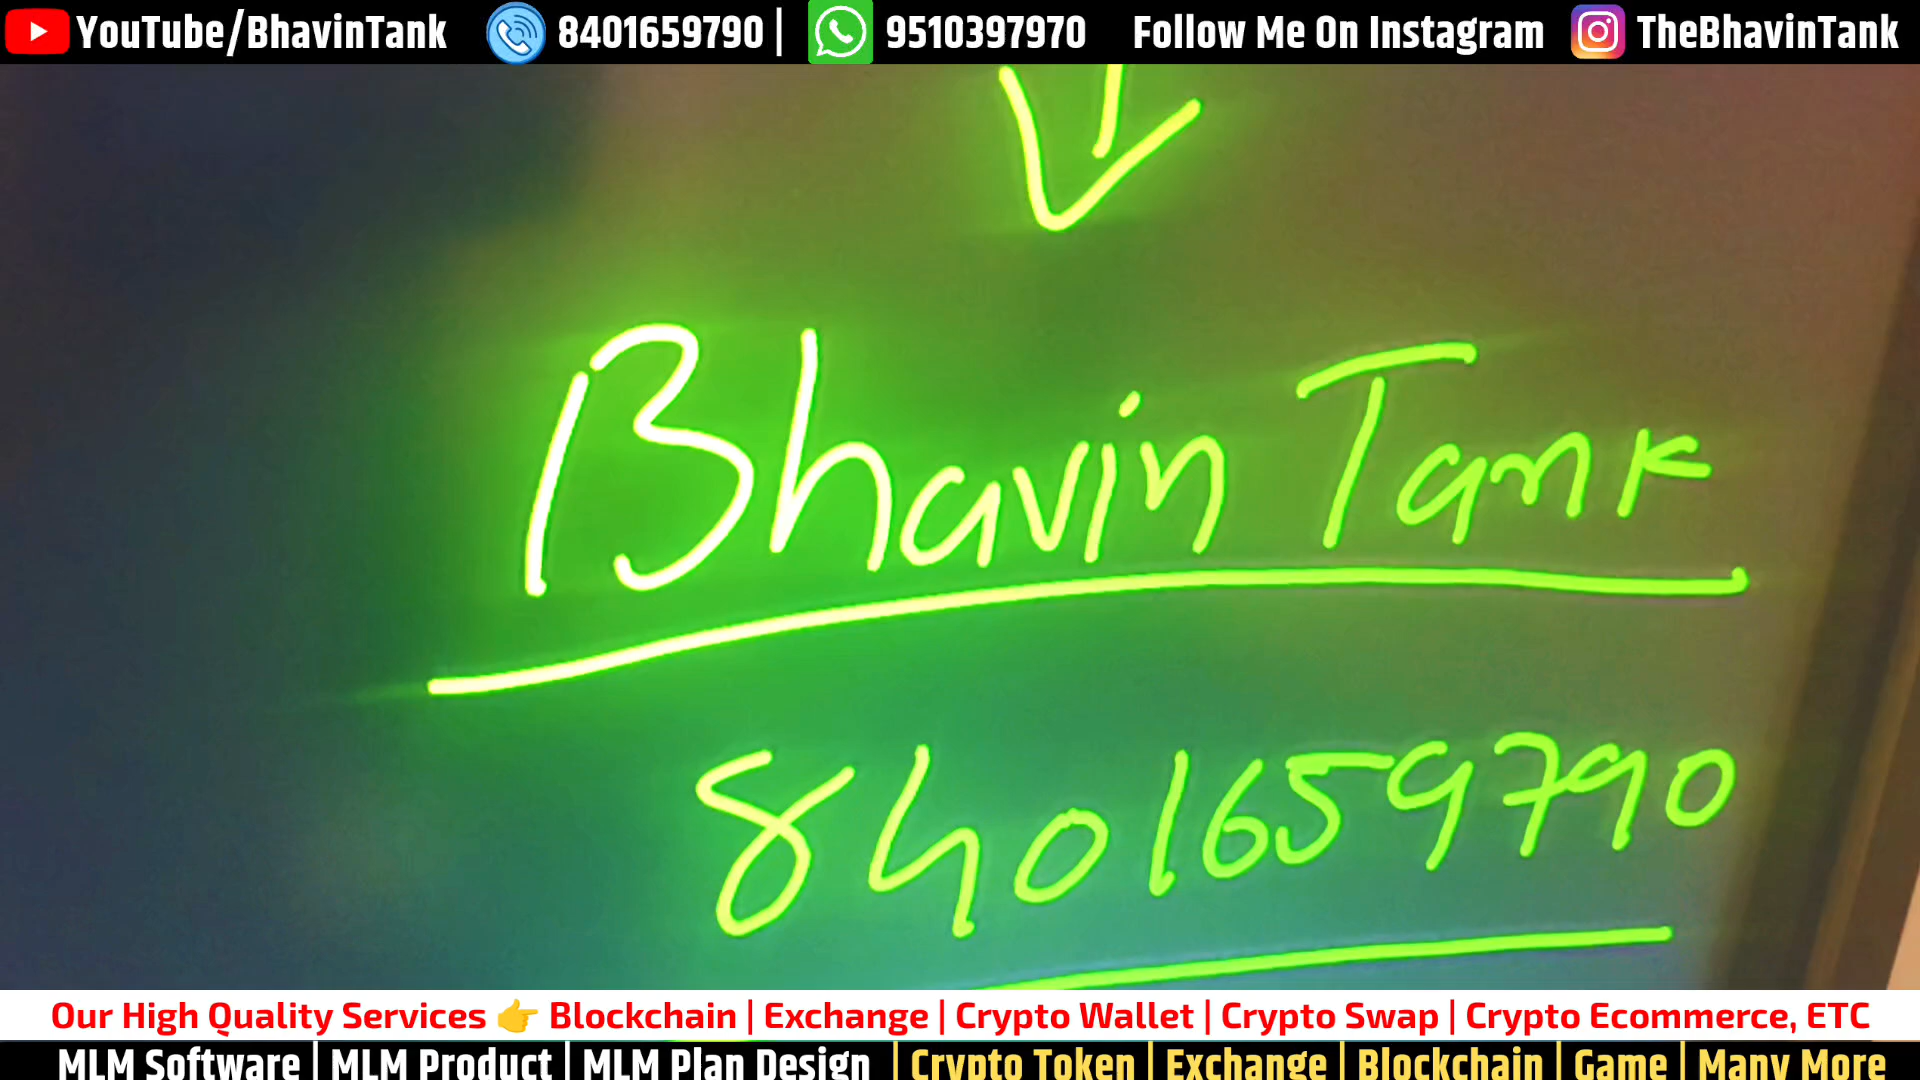 YouTube/BhavinTank 8401659790 | 9510397970 Follow Me On Instagram TheBhavinTank
Bhavin Tank
8401659790
Our High Quality Services 👉 Blockchain | Exchange | Crypto Wallet | Crypto Swap | Crypto Ecommerce, ETC
MLM Software | MLM Product | MLM Plan Design | Crypto Token | Exchange | Blockchain | Game | Many More